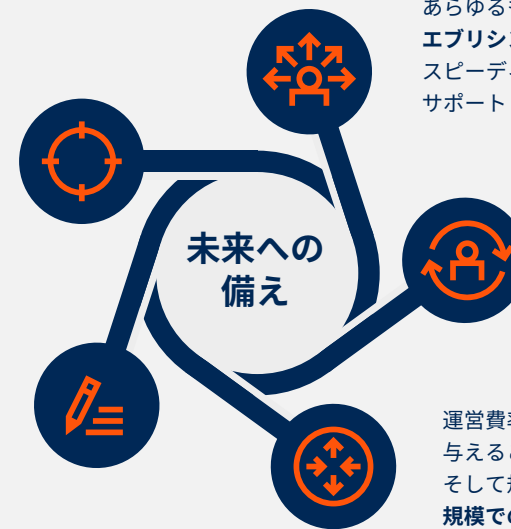 あらゆる
エブリシ
スピーデ
サポート
未来への
備え
運営費
与える
そして
規模での